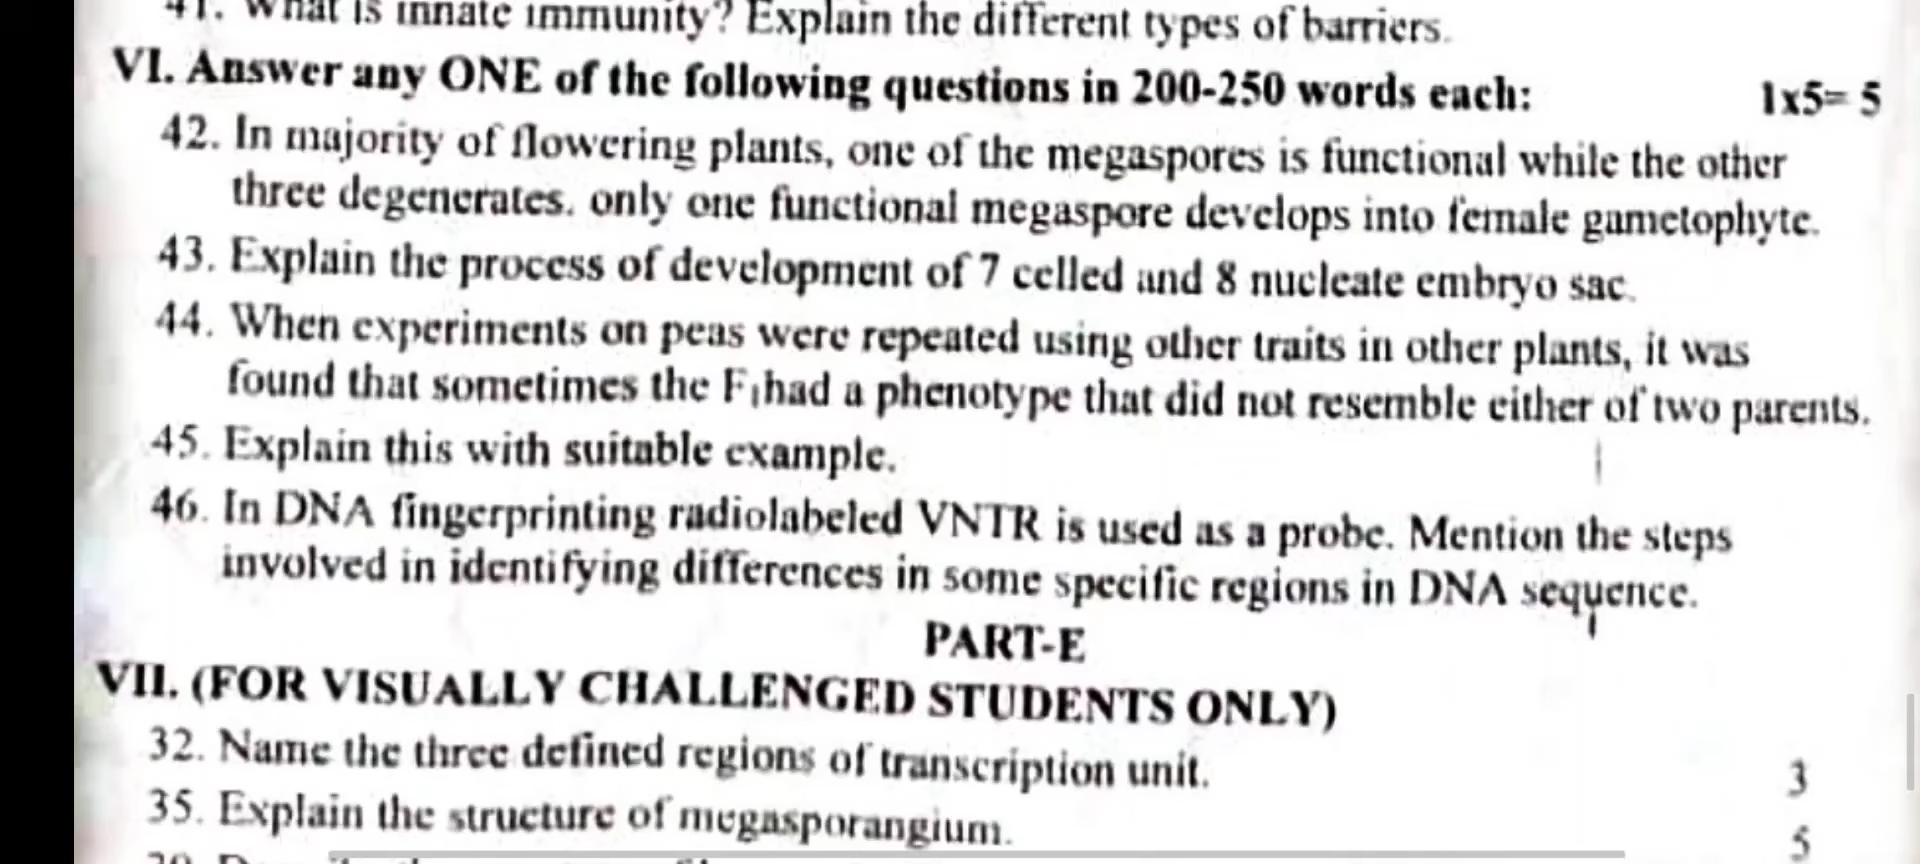 41. What is innate immunity? Explain the different types of barriers.
VI. Answer any ONE of the following questions in 200-250 words each: 1x5= 5
42. In majority of flowering plants, one of the megaspores is functional while the other
three degenerates. only one functional megaspore develops into female gametophyte.
43. Explain the process of development of 7 celled and 8 nucleate embryo sac.
44. When experiments on peas were repeated using other traits in other plants, it was
found that sometimes the F₁had a phenotype that did not resemble either of two parents.
45. Explain this with suitable example.
46. In DNA fingerprinting radiolabeled VNTR is used as a probe. Mention the steps
involved in identifying differences in some specific regions in DNA sequence.
PART-E
VII. (FOR VISUALLY CHALLENGED STUDENTS ONLY)
32. Name the three defined regions of transcription unit. 3
35. Explain the structure of megasporangium. 5